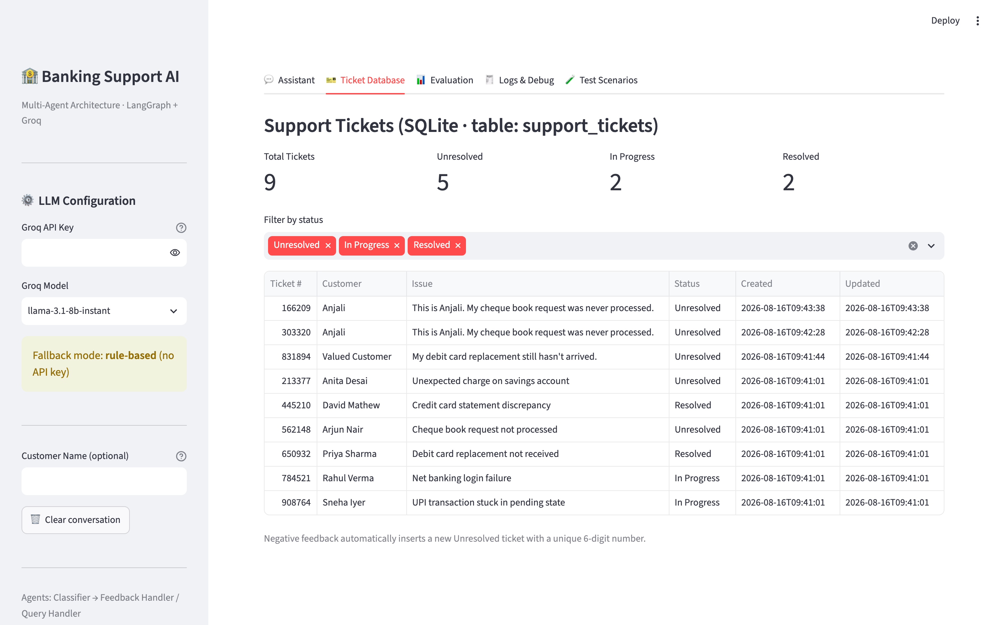 Deploy
🏦 Banking Support AI
Multi-Agent Architecture · LangGraph +
Groq
⚙️ LLM Configuration
Groq API Key
Groq Model
llama-3.1-8b-instant
Fallback mode: rule-based (no
API key)
Customer Name (optional)
🗑️ Clear conversation
Agents: Classifier → Feedback Handler /
Query Handler
💬 Assistant 🎫 Ticket Database 📊 Evaluation 🧾 Logs & Debug 🧪 Test Scenarios
Support Tickets (SQLite · table: support_tickets)
Total Tickets Unresolved In Progress Resolved
9 5 2 2
Filter by status
Unresolved × In Progress × Resolved ×
Ticket # Customer Issue Status Created Updated
166209 Anjali This is Anjali. My cheque book request was never processed. Unresolved 2026-08-16T09:43:38 2026-08-16T09:43:38
303320 Anjali This is Anjali. My cheque book request was never processed. Unresolved 2026-08-16T09:42:28 2026-08-16T09:42:28
831894 Valued Customer My debit card replacement still hasn't arrived. Unresolved 2026-08-16T09:41:44 2026-08-16T09:41:44
213377 Anita Desai Unexpected charge on savings account Unresolved 2026-08-16T09:41:01 2026-08-16T09:41:01
445210 David Mathew Credit card statement discrepancy Resolved 2026-08-16T09:41:01 2026-08-16T09:41:01
562148 Arjun Nair Cheque book request not processed Unresolved 2026-08-16T09:41:01 2026-08-16T09:41:01
650932 Priya Sharma Debit card replacement not received Resolved 2026-08-16T09:41:01 2026-08-16T09:41:01
784521 Rahul Verma Net banking login failure In Progress 2026-08-16T09:41:01 2026-08-16T09:41:01
908764 Sneha Iyer UPI transaction stuck in pending state In Progress 2026-08-16T09:41:01 2026-08-16T09:41:01
Negative feedback automatically inserts a new Unresolved ticket with a unique 6-digit number.